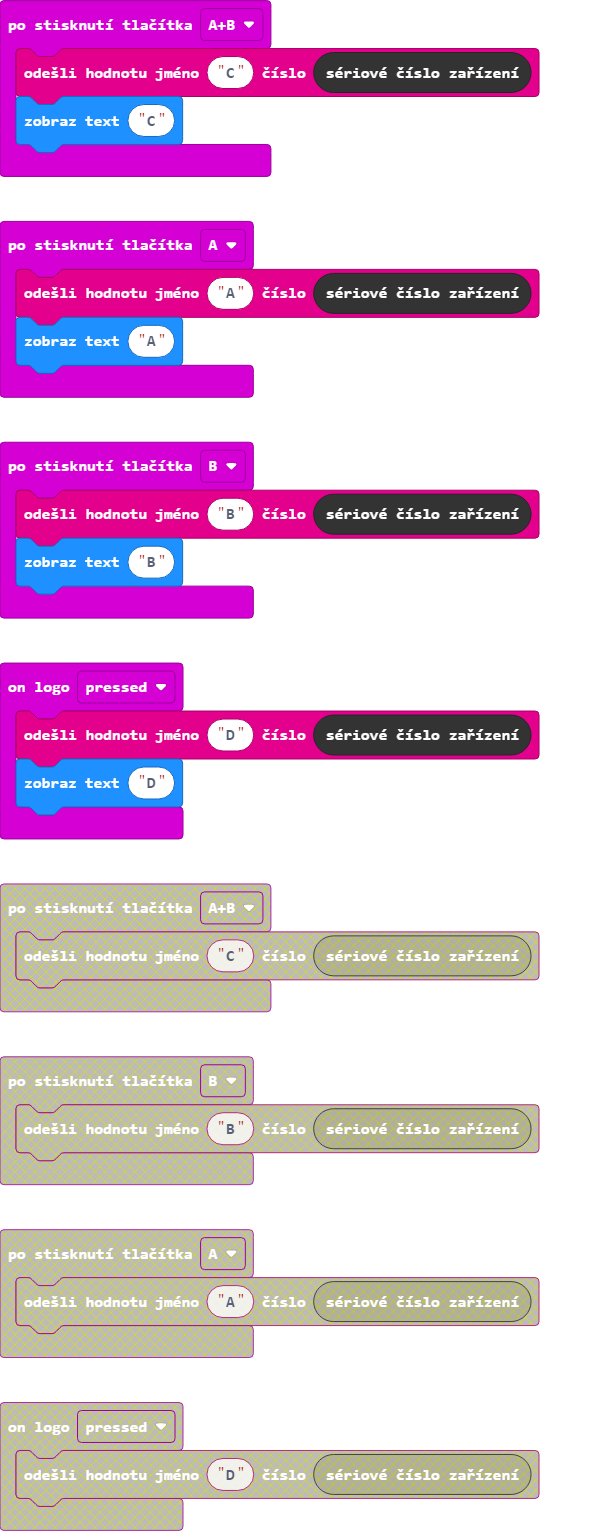 po stisknutí tlačítka A+B
odešli hodnotu jméno "C" číslo sériové číslo zařízení
zobraz text "C"
po stisknutí tlačítka A
odešli hodnotu jméno "A" číslo sériové číslo zařízení
zobraz text "A"
po stisknutí tlačítka B
odešli hodnotu jméno "B" číslo sériové číslo zařízení
zobraz text "B"
on logo pressed
odešli hodnotu jméno "D" číslo sériové číslo zařízení
zobraz text "D"
po stisknutí tlačítka A+B
odešli hodnotu jméno "C" číslo sériové číslo zařízení
po stisknutí tlačítka B
odešli hodnotu jméno "B" číslo sériové číslo zařízení
po stisknutí tlačítka A
odešli hodnotu jméno "A" číslo sériové číslo zařízení
on logo pressed
odešli hodnotu jméno "D" číslo sériové číslo zařízení